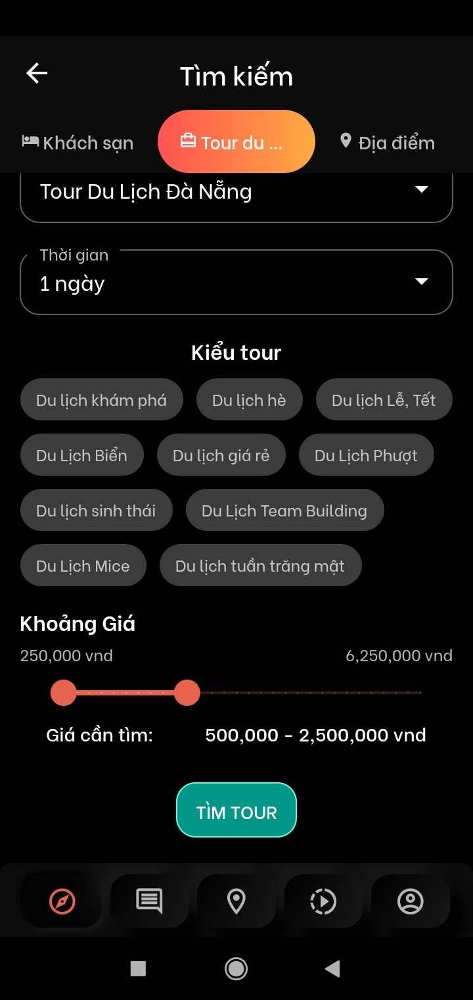 Tìm kiếm
Khách sạn Tour du ... Địa điểm
Tour Du Lịch Đà Nẵng
Thời gian
1 ngày
Kiểu tour
Du lịch khám phá Du lịch hè Du lịch Lễ, Tết
Du Lịch Biển Du lịch giá rẻ Du Lịch Phượt
Du lịch sinh thái Du Lịch Team Building
Du Lịch Mice Du lịch tuần trăng mật
Khoảng Giá
250,000 vnd 6,250,000 vnd
Giá cần tìm: 500,000 - 2,500,000 vnd
TÌM TOUR